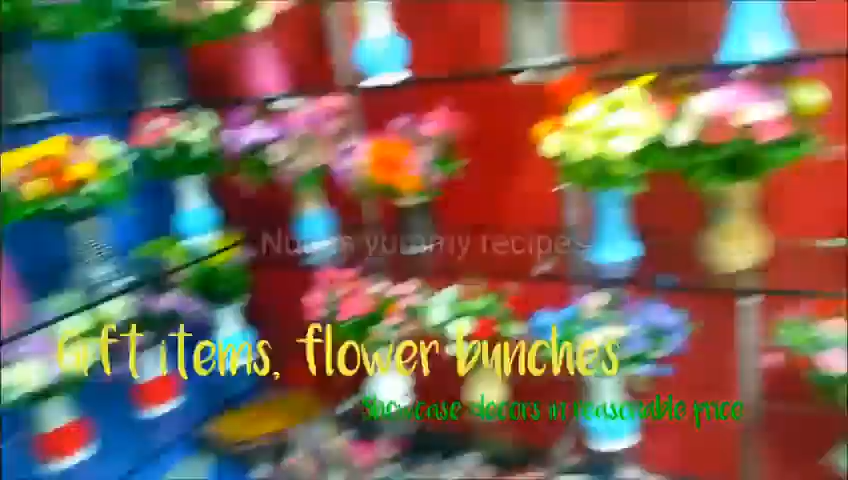 yummy recipes
Gift items, flower bunches
Showcase decors in reasonable price